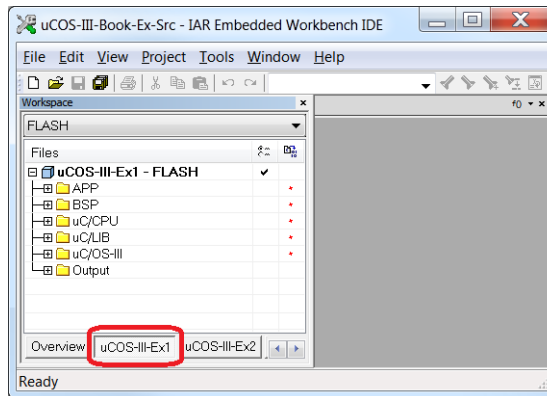 uCOS-III-Book-Ex-Src - IAR Embedded Workbench IDE
File Edit View Project Tools Window Help
Workspace
f0
FLASH
Files
uCOS-III-Ex1 - FLASH
APP
BSP
uC/CPU
uC/LIB
uC/OS-III
Output
Overview uCOS-III-Ex1 uCOS-III-Ex2
Ready